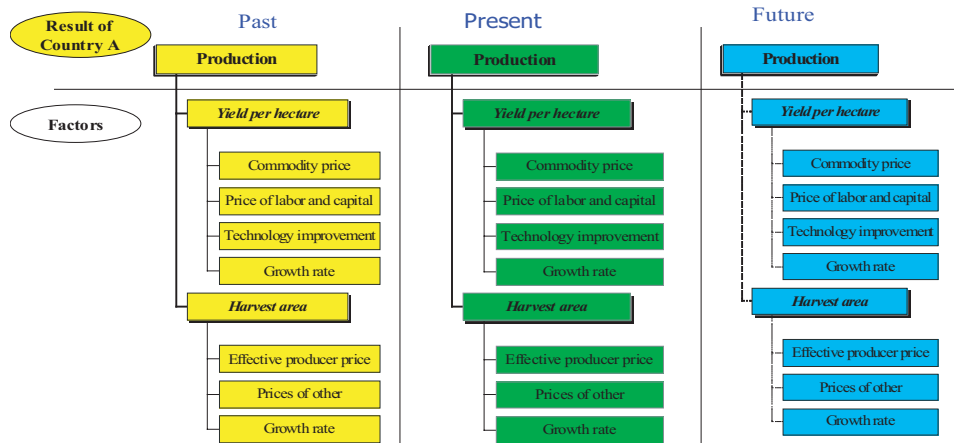 Result of
Country A
Past
Present
Future
Production
Production
Production
Factors
Yield per hectare
Commodity price
Price of labor and capital
Technology improvement
Growth rate
Harvest area
Effective producer price
Prices of other
Growth rate
Yield per hectare
Commodity price
Price of labor and capital
Technology improvement
Growth rate
Harvest area
Effective producer price
Prices of other
Growth rate
Yield per hectare
Commodity price
Price of labor and capital
Technology improvement
Growth rate
Harvest area
Effective producer price
Prices of other
Growth rate